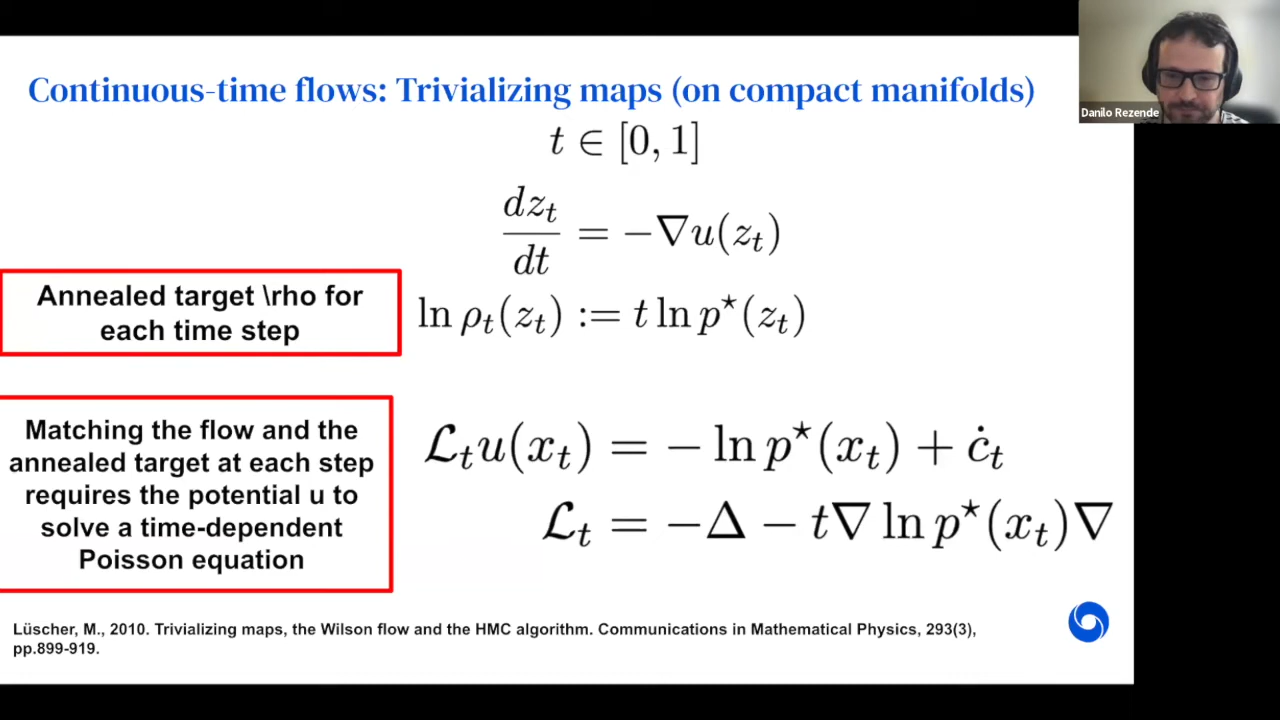 Continuous-time flows: Trivializing maps (on compact manifolds)
Danilo Rezende
t ∈ [0, 1]
dz_t/dt = −∇u(z_t)
Annealed target \rho for
each time step
ln ρ_t(z_t) := t ln p⋆(z_t)
Matching the flow and the
annealed target at each step
requires the potential u to
solve a time-dependent
Poisson equation
ℒ_t u(x_t) = − ln p⋆(x_t) + ċ_t
ℒ_t = −Δ − t∇ ln p⋆(x_t)∇
Lüscher, M., 2010. Trivializing maps, the Wilson flow and the HMC algorithm. Communications in Mathematical Physics, 293(3),
pp.899-919.